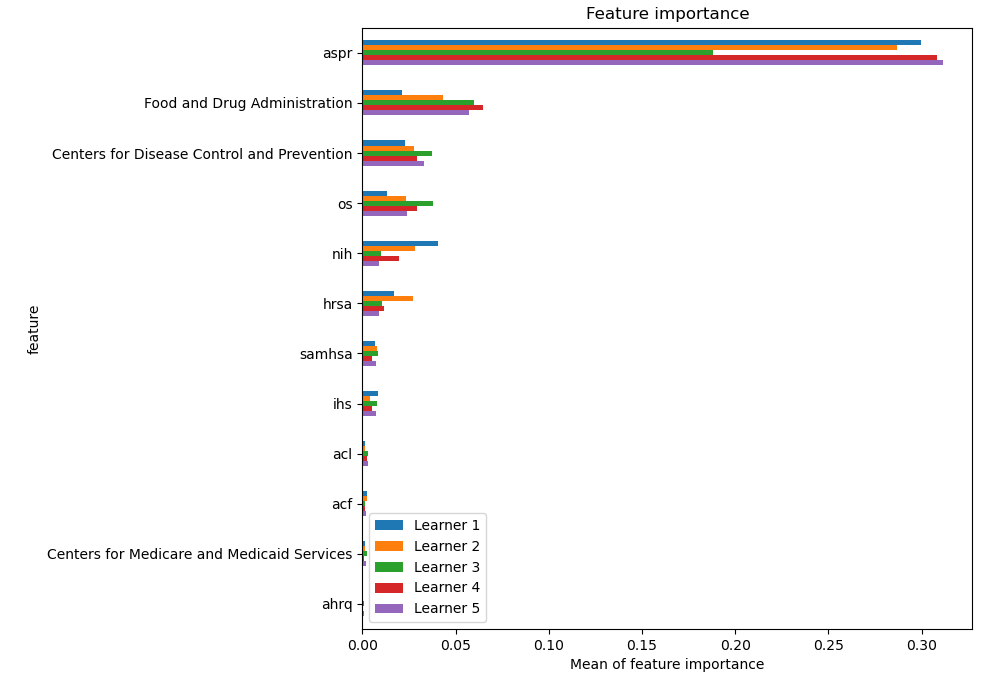 Feature importance
aspr
Food and Drug Administration
Centers for Disease Control and Prevention
os
nih
hrsa
samhsa
ihs
acl
acf
Centers for Medicare and Medicaid Services
ahrq
feature
Learner 1
Learner 2
Learner 3
Learner 4
Learner 5
0.00 0.05 0.10 0.15 0.20 0.25 0.30
Mean of feature importance